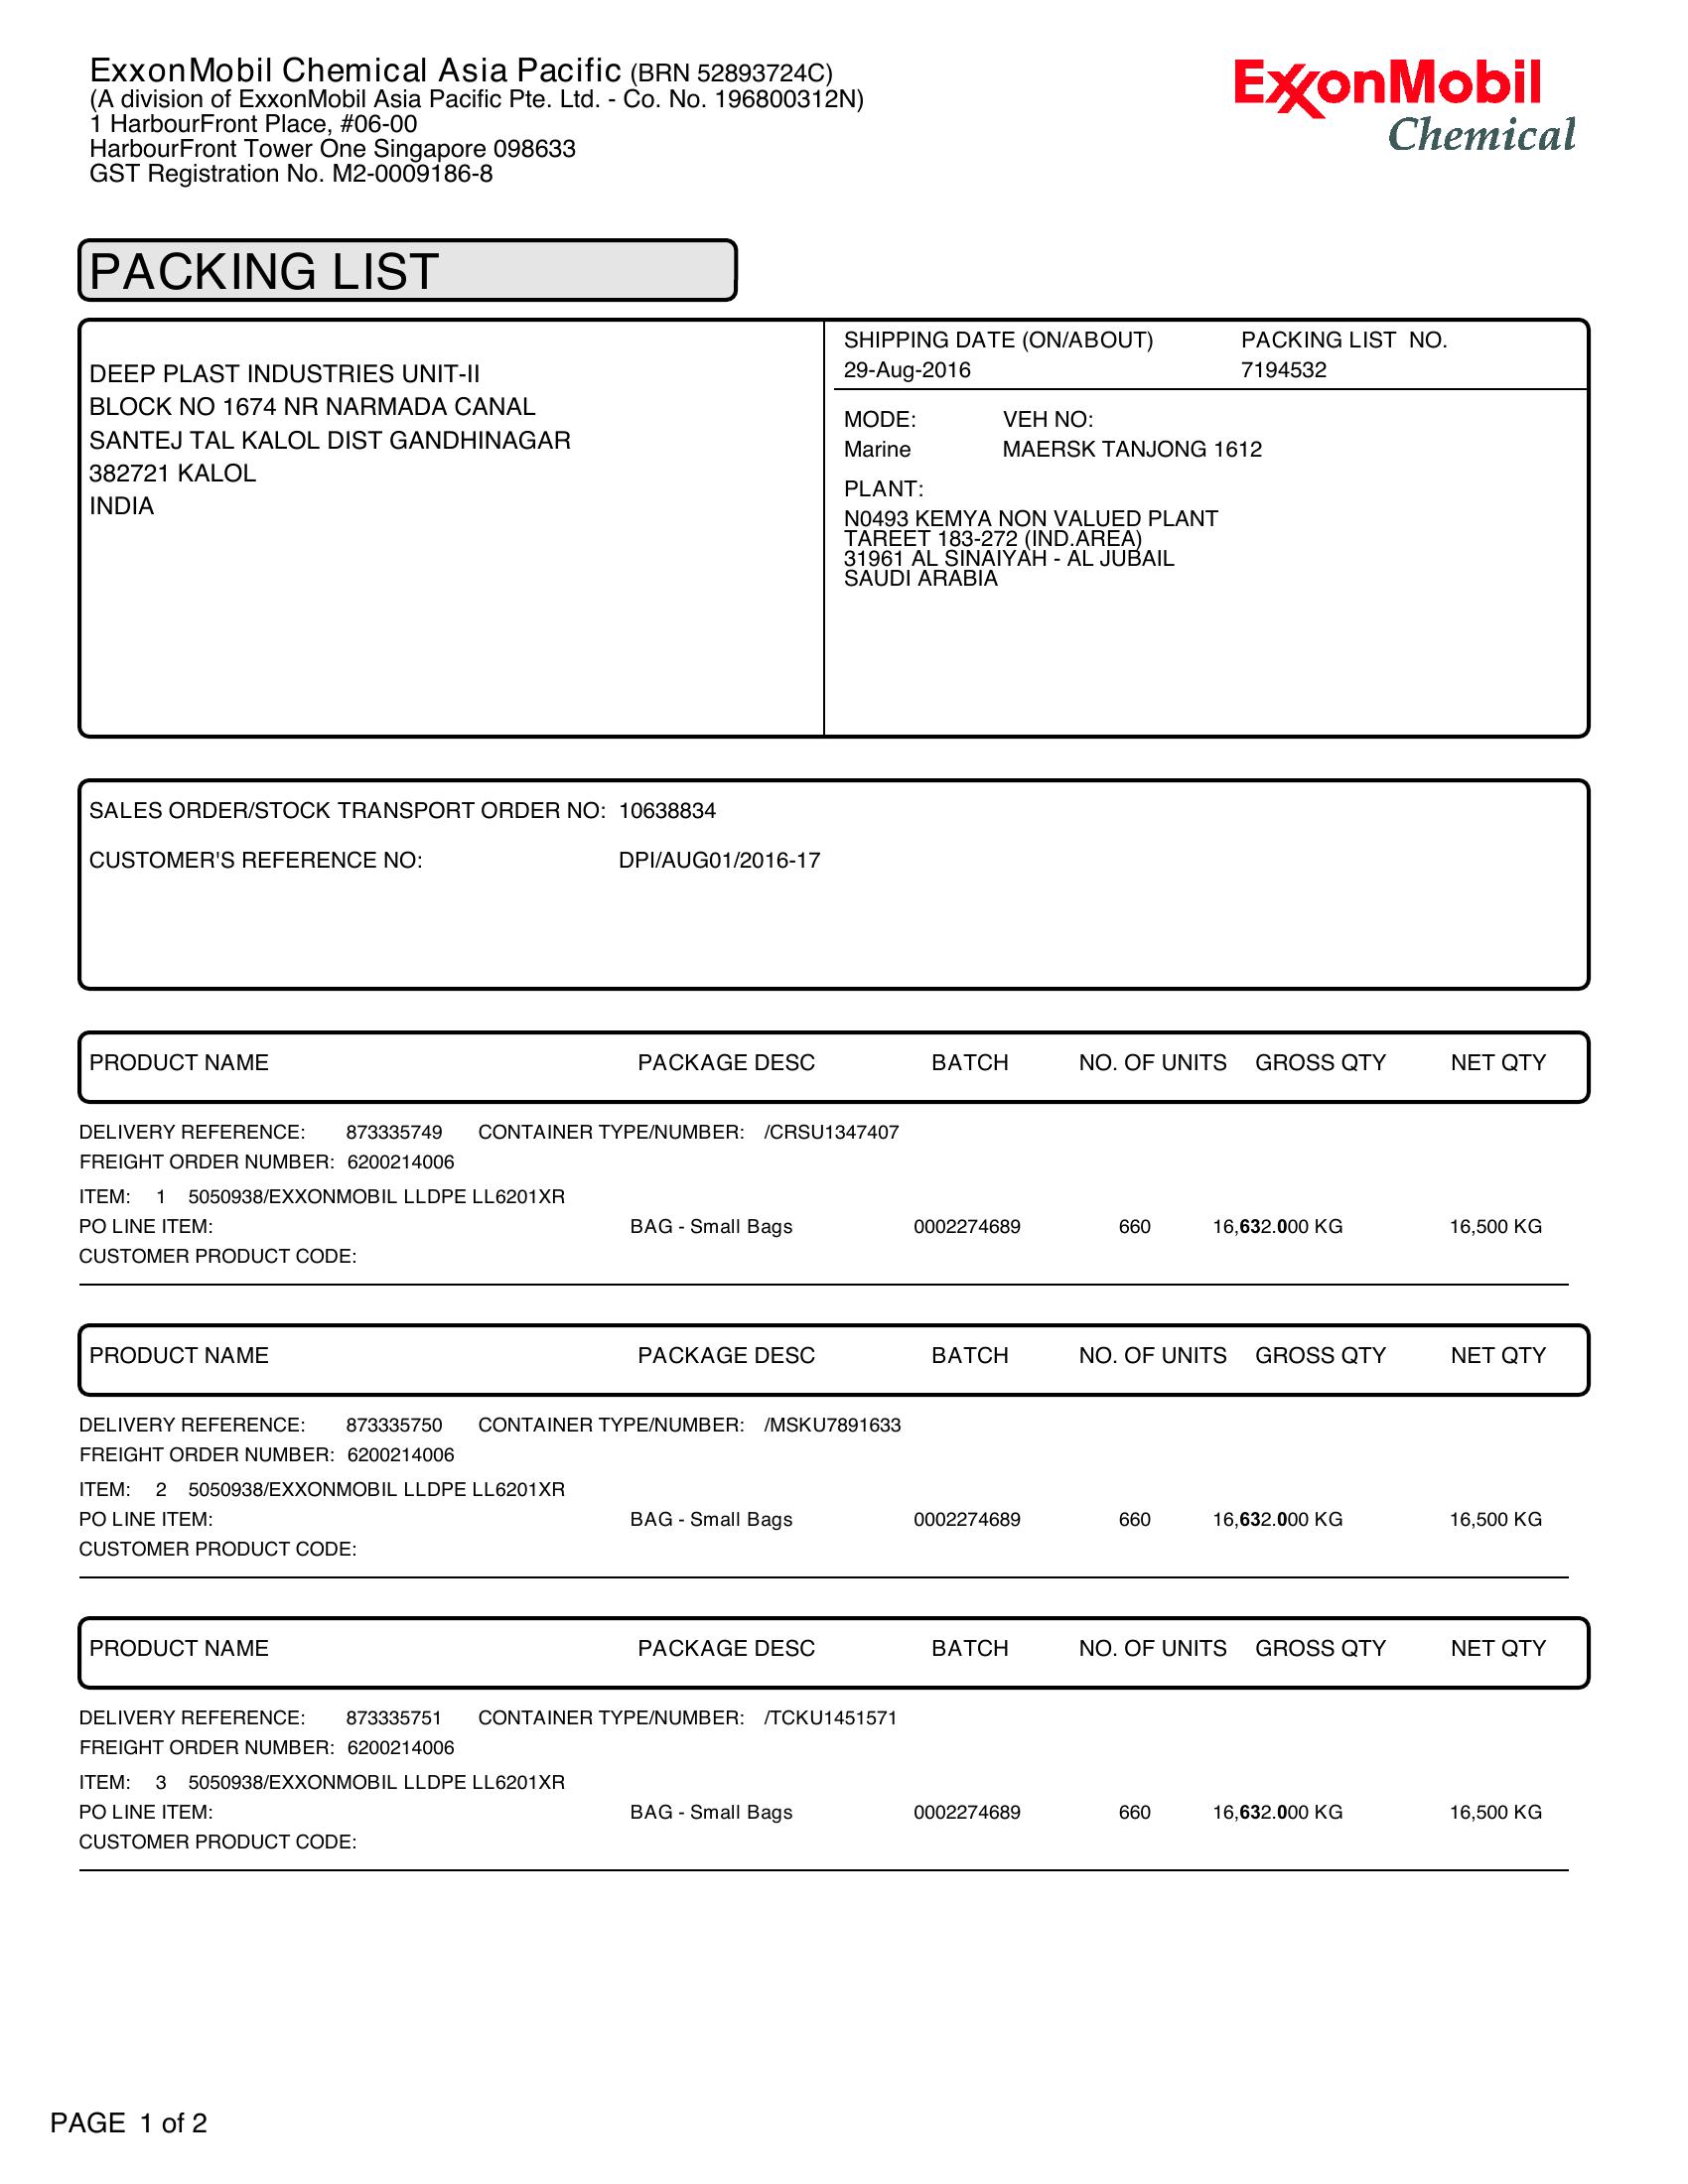 ExxonMobil Chemical Asia Pacific (BRN 52893724C)
(A division of ExxonMobil Asia Pacific Pte. Ltd. - Co. No. 196800312N)
1 HarbourFront Place, #06-00
HarbourFront Tower One Singapore 098633
GST Registration No. M2-0009186-8
ExxonMobil
Chemical
PACKING LIST
DEEP PLAST INDUSTRIES UNIT-II
BLOCK NO 1674 NR NARMADA CANAL
SANTEJ TAL KALOL DIST GANDHINAGAR
382721 KALOL
INDIA
SHIPPING DATE (ON/ABOUT) PACKING LIST NO.
29-Aug-2016 7194532
MODE: VEH NO:
Marine MAERSK TANJONG 1612
PLANT:
N0493 KEMYA NON VALUED PLANT
TAREET 183-272 (IND.AREA)
31961 AL SINAIYAH - AL JUBAIL
SAUDI ARABIA
SALES ORDER/STOCK TRANSPORT ORDER NO: 10638834
CUSTOMER'S REFERENCE NO: DPI/AUG01/2016-17
PRODUCT NAME PACKAGE DESC BATCH NO. OF UNITS GROSS QTY NET QTY
DELIVERY REFERENCE: 873335749 CONTAINER TYPE/NUMBER: /CRSU1347407
FREIGHT ORDER NUMBER: 6200214006
ITEM: 1 5050938/EXXONMOBIL LLDPE LL6201XR
PO LINE ITEM: BAG - Small Bags 0002274689 660 16,632.000 KG 16,500 KG
CUSTOMER PRODUCT CODE:
PRODUCT NAME PACKAGE DESC BATCH NO. OF UNITS GROSS QTY NET QTY
DELIVERY REFERENCE: 873335750 CONTAINER TYPE/NUMBER: /MSKU7891633
FREIGHT ORDER NUMBER: 6200214006
ITEM: 2 5050938/EXXONMOBIL LLDPE LL6201XR
PO LINE ITEM: BAG - Small Bags 0002274689 660 16,632.000 KG 16,500 KG
CUSTOMER PRODUCT CODE:
PRODUCT NAME PACKAGE DESC BATCH NO. OF UNITS GROSS QTY NET QTY
DELIVERY REFERENCE: 873335751 CONTAINER TYPE/NUMBER: /TCKU1451571
FREIGHT ORDER NUMBER: 6200214006
ITEM: 3 5050938/EXXONMOBIL LLDPE LL6201XR
PO LINE ITEM: BAG - Small Bags 0002274689 660 16,632.000 KG 16,500 KG
CUSTOMER PRODUCT CODE:
PAGE 1 of 2